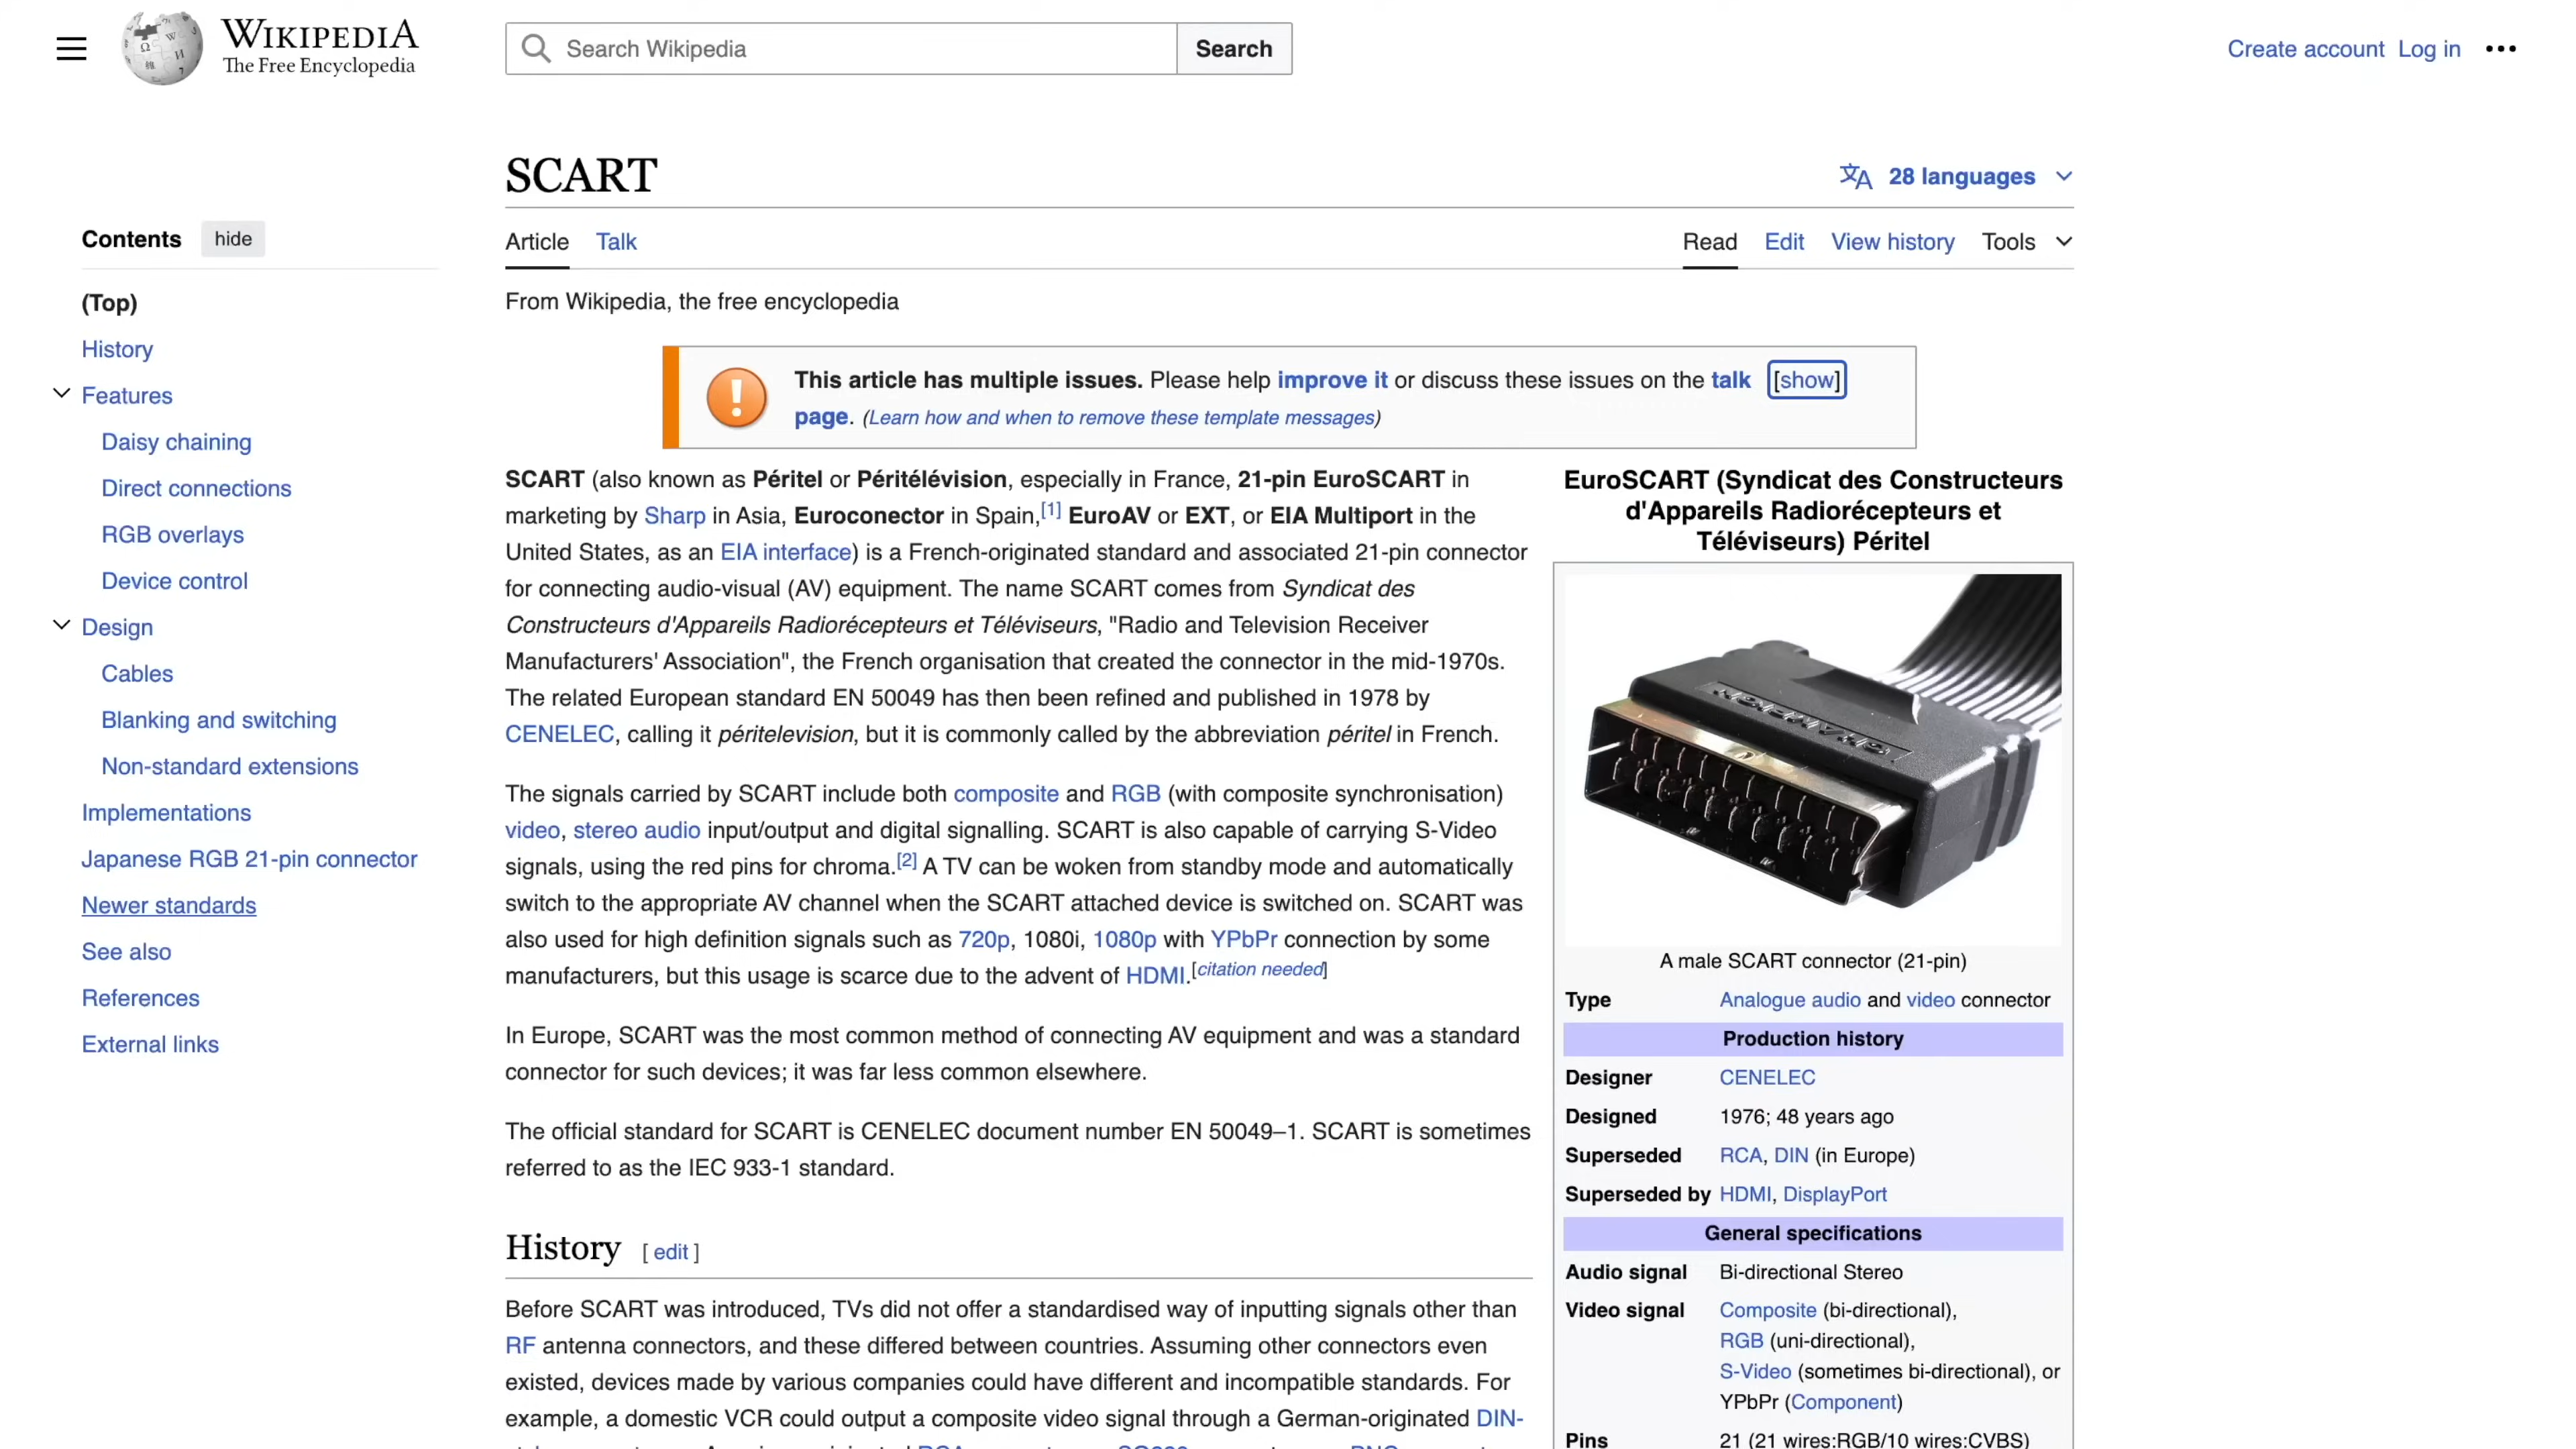 WIKIPEDIA
The Free Encyclopedia
Search Wikipedia
Search
Create account Log in
SCART
28 languages
Contents hide
Article Talk
Read Edit View history Tools
(Top)
History
Features
Daisy chaining
Direct connections
RGB overlays
Device control
Design
Cables
Blanking and switching
Non-standard extensions
Implementations
Japanese RGB 21-pin connector
Newer standards
See also
References
External links
From Wikipedia, the free encyclopedia
This article has multiple issues. Please help improve it or discuss these issues on the talk [show]
page. (Learn how and when to remove these template messages)
SCART (also known as Péritel or Péritélévision, especially in France, 21-pin EuroSCART in
marketing by Sharp in Asia, Euroconector in Spain,[1] EuroAV or EXT, or EIA Multiport in the
United States, as an EIA interface) is a French-originated standard and associated 21-pin connector
for connecting audio-visual (AV) equipment. The name SCART comes from Syndicat des
Constructeurs d'Appareils Radiorécepteurs et Téléviseurs, "Radio and Television Receiver
Manufacturers' Association", the French organisation that created the connector in the mid-1970s.
The related European standard EN 50049 has then been refined and published in 1978 by
CENELEC, calling it péritelevision, but it is commonly called by the abbreviation péritel in French.
The signals carried by SCART include both composite and RGB (with composite synchronisation)
video, stereo audio input/output and digital signalling. SCART is also capable of carrying S-Video
signals, using the red pins for chroma.[2] A TV can be woken from standby mode and automatically
switch to the appropriate AV channel when the SCART attached device is switched on. SCART was
also used for high definition signals such as 720p, 1080i, 1080p with YPbPr connection by some
manufacturers, but this usage is scarce due to the advent of HDMI.[citation needed]
In Europe, SCART was the most common method of connecting AV equipment and was a standard
connector for such devices; it was far less common elsewhere.
The official standard for SCART is CENELEC document number EN 50049–1. SCART is sometimes
referred to as the IEC 933-1 standard.
History [ edit ]
Before SCART was introduced, TVs did not offer a standardised way of inputting signals other than
RF antenna connectors, and these differed between countries. Assuming other connectors even
existed, devices made by various companies could have different and incompatible standards. For
example, a domestic VCR could output a composite video signal through a German-originated DIN-
EuroSCART (Syndicat des Constructeurs
d'Appareils Radiorécepteurs et
Téléviseurs) Péritel
A male SCART connector (21-pin)
Type Analogue audio and video connector
Production history
Designer CENELEC
Designed 1976; 48 years ago
Superseded RCA, DIN (in Europe)
Superseded by HDMI, DisplayPort
General specifications
Audio signal Bi-directional Stereo
Video signal Composite (bi-directional),
RGB (uni-directional),
S-Video (sometimes bi-directional), or
YPbPr (Component)
Pins 21 (21 wires:RGB/10 wires:CVBS)